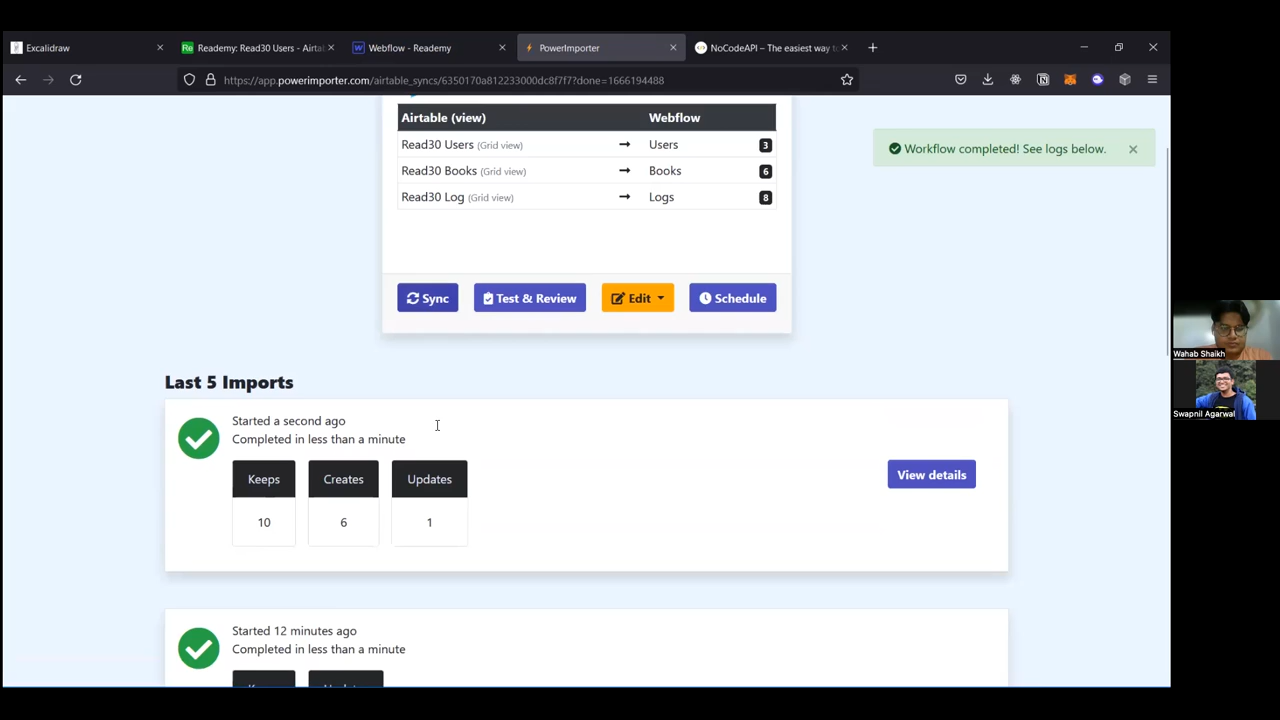 Excalidraw
Re Reademy: Read30 Users - Airtal
Webflow - Reademy
PowerImporter
NoCodeAPI – The easiest way to
https://app.powerimporter.com/airtable_syncs/6350170a812233000dc8f7f7?done=1666194488
Airtable (view) Webflow
Read30 Users (Grid view) → Users 3
Read30 Books (Grid view) → Books 6
Read30 Log (Grid view) → Logs 8
Workflow completed! See logs below.
Sync Test & Review Edit Schedule
Last 5 Imports
Started a second ago
Completed in less than a minute
Keeps Creates Updates
10 6 1
View details
Started 12 minutes ago
Completed in less than a minute
Wahab Shaikh
Swapnil Agarwal